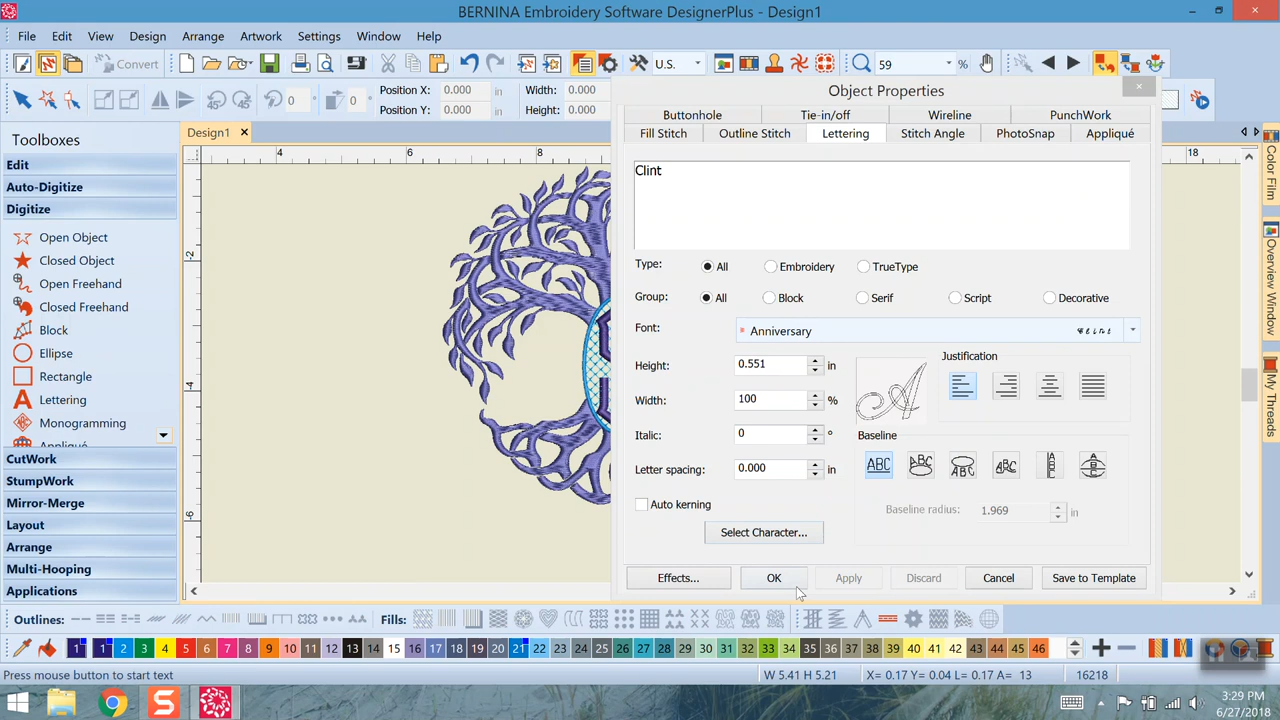 BERNINA Embroidery Software DesignerPlus - Design1
File Edit View Design Arrange Artwork Settings Window Help
Convert U.S. 59 %
0 0 Position X: 0.000 in Width: 0.000
Position Y: 0.000 in Height: 0.000
Toolboxes
Edit
Auto-Digitize
Digitize
Open Object
Closed Object
Open Freehand
Closed Freehand
Block
Ellipse
Rectangle
Lettering
Monogramming
Appliqué
CutWork
StumpWork
Mirror-Merge
Layout
Arrange
Multi-Hooping
Applications
Design1
4 6 8 18
-2
-4
-6
Object Properties
Buttonhole Tie-in/off Wireline PunchWork
Fill Stitch Outline Stitch Lettering Stitch Angle PhotoSnap Appliqué
Clint
Type: All Embroidery TrueType
Group: All Block Serif Script Decorative
Font: Anniversary
Height: 0.551 in
Width: 100 %
Italic: 0 °
Letter spacing: 0.000 in
Auto kerning
Select Character...
Justification
Baseline
ABC ABC ABC ABC ABC
Baseline radius: 1.969 in
Effects... OK Apply Discard Cancel Save to Template
Color Film
Overview Window
My Threads
Outlines: Fills:
1 1 2 3 4 5 6 7 8 9 10 11 12 13 14 15 16 17 18 19 20 21 22 23 24 25 26 27 28 29 30 31 32 33 34 35 36 37 38 39 40 41 42 43 44 45 46
Press mouse button to start text W 5.41 H 5.21 X= 0.17 Y= 0.04 L= 0.17 A= 13 16218
3:29 PM
6/27/2018